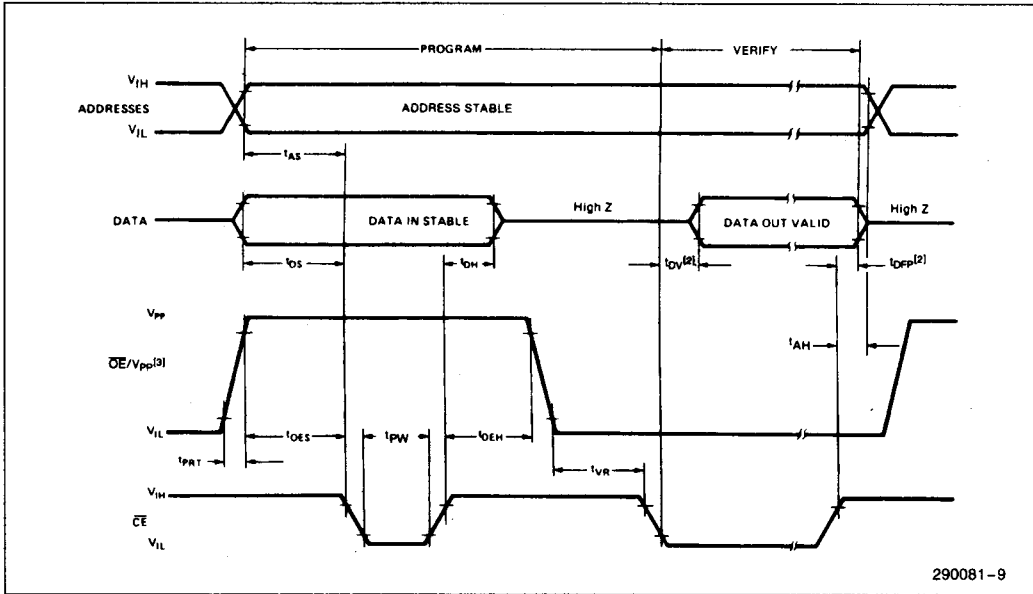 PROGRAM VERIFY
VIH
ADDRESSES ADDRESS STABLE
VIL
tAS
DATA DATA IN STABLE High Z DATA OUT VALID High Z
tDS tDH tDV[2] tDFP[2]
VPP
tAH
OE/VPP[3]
VIL
tOES tPW tOEH
tPRT
tVR
VIH
CE
VIL
290081-9